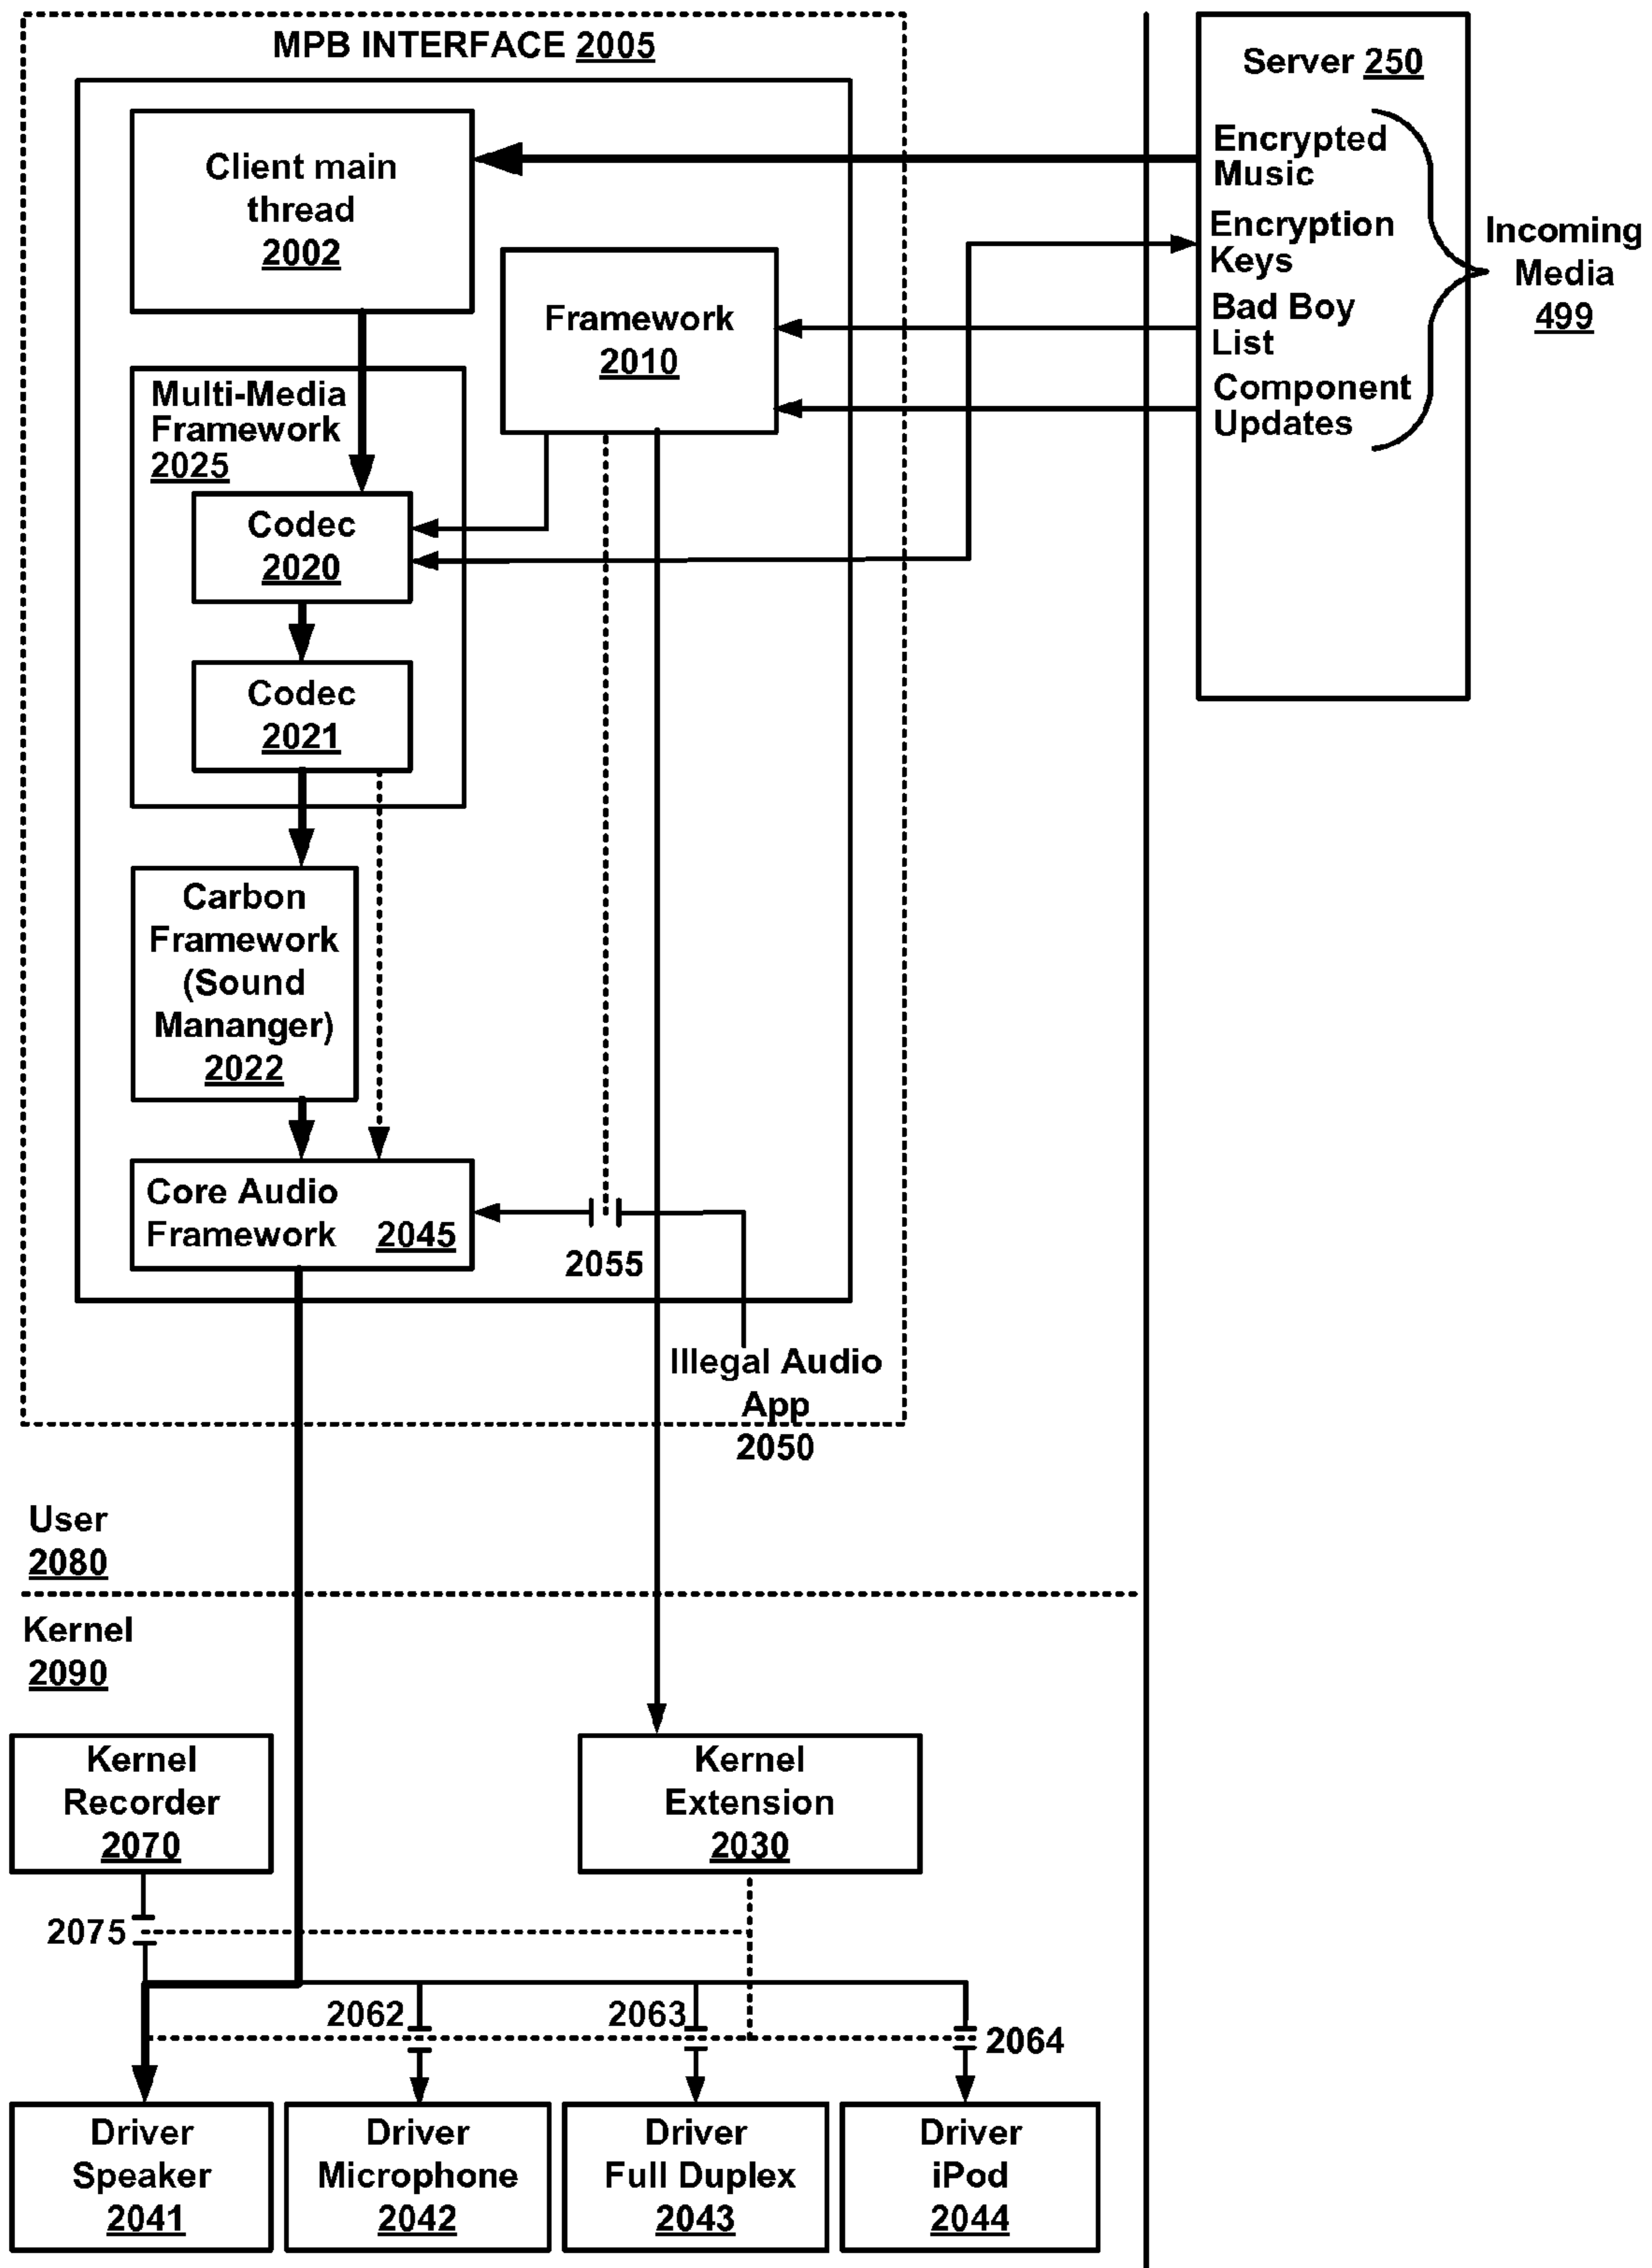 MPB INTERFACE 2005
Client main
thread
2002
Framework
2010
Multi-Media
Framework
2025
Codec
2020
Codec
2021
Carbon
Framework
(Sound
Mananger)
2022
Core Audio
Framework 2045
2055
Illegal Audio
App
2050
Server 250
Encrypted
Music
Encryption
Keys
Bad Boy
List
Component
Updates
Incoming
Media
499
User
2080
Kernel
2090
Kernel
Recorder
2070
Kernel
Extension
2030
2075
2062
2063
2064
Driver
Speaker
2041
Driver
Microphone
2042
Driver
Full Duplex
2043
Driver
iPod
2044